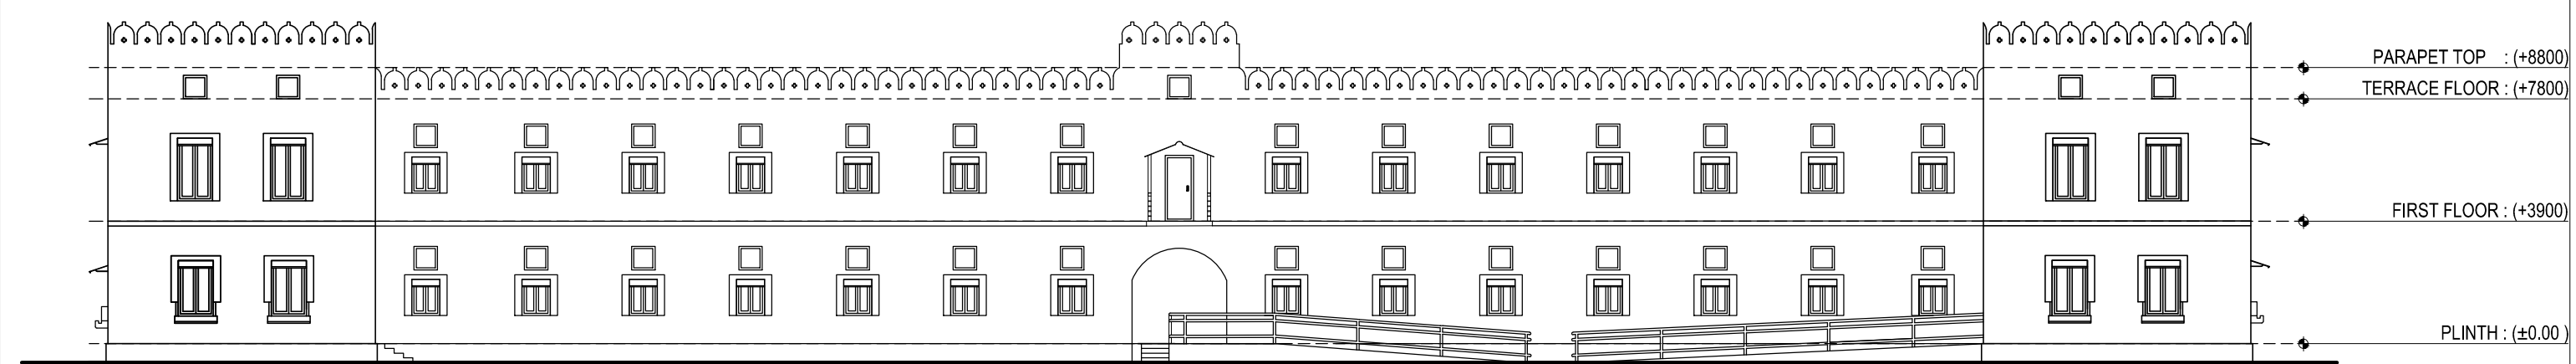 PARAPET TOP : (+8800)
TERRACE FLOOR : (+7800)
FIRST FLOOR : (+3900)
PLINTH : (±0.00 )